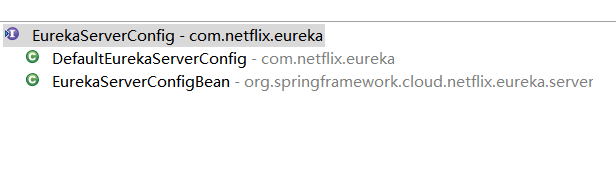 EurekaServerConfig - com.netflix.eureka
DefaultEurekaServerConfig - com.netflix.eureka
EurekaServerConfigBean - org.springframework.cloud.netflix.eureka.server